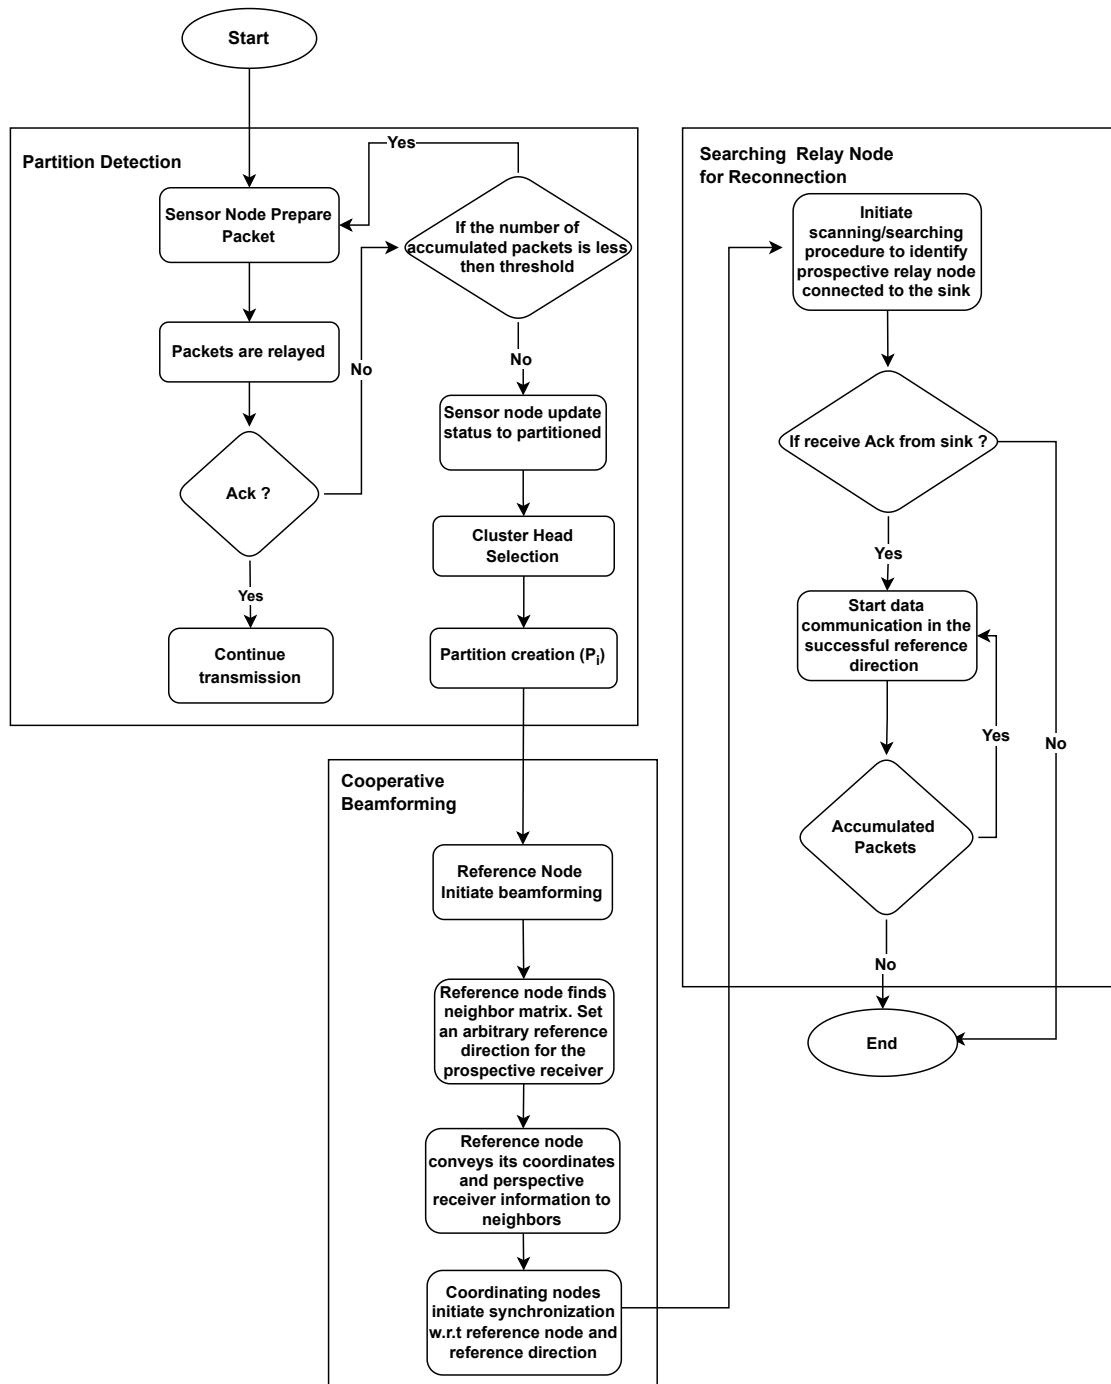 Start
Partition Detection
Yes
Sensor Node Prepare
Packet
If the number of
accumulated packets is less
then threshold
Packets are relayed
No
No
Sensor node update
status to partitioned
Ack ?
Cluster Head
Selection
Yes
Continue
transmission
Partition creation (Pi)
Cooperative
Beamforming
Reference Node
Initiate beamforming
Reference node finds
neighbor matrix. Set
an arbitrary reference
direction for the
prospective receiver
Reference node
conveys its coordinates
and perspective
receiver information to
neighbors
Coordinating nodes
initiate synchronization
w.r.t reference node and
reference direction
Searching Relay Node
for Reconnection
Initiate
scanning/searching
procedure to identify
prospective relay node
connected to the sink
If receive Ack from sink ?
Yes
Start data
communication in the
successful reference
direction
Yes
No
Accumulated
Packets
No
End